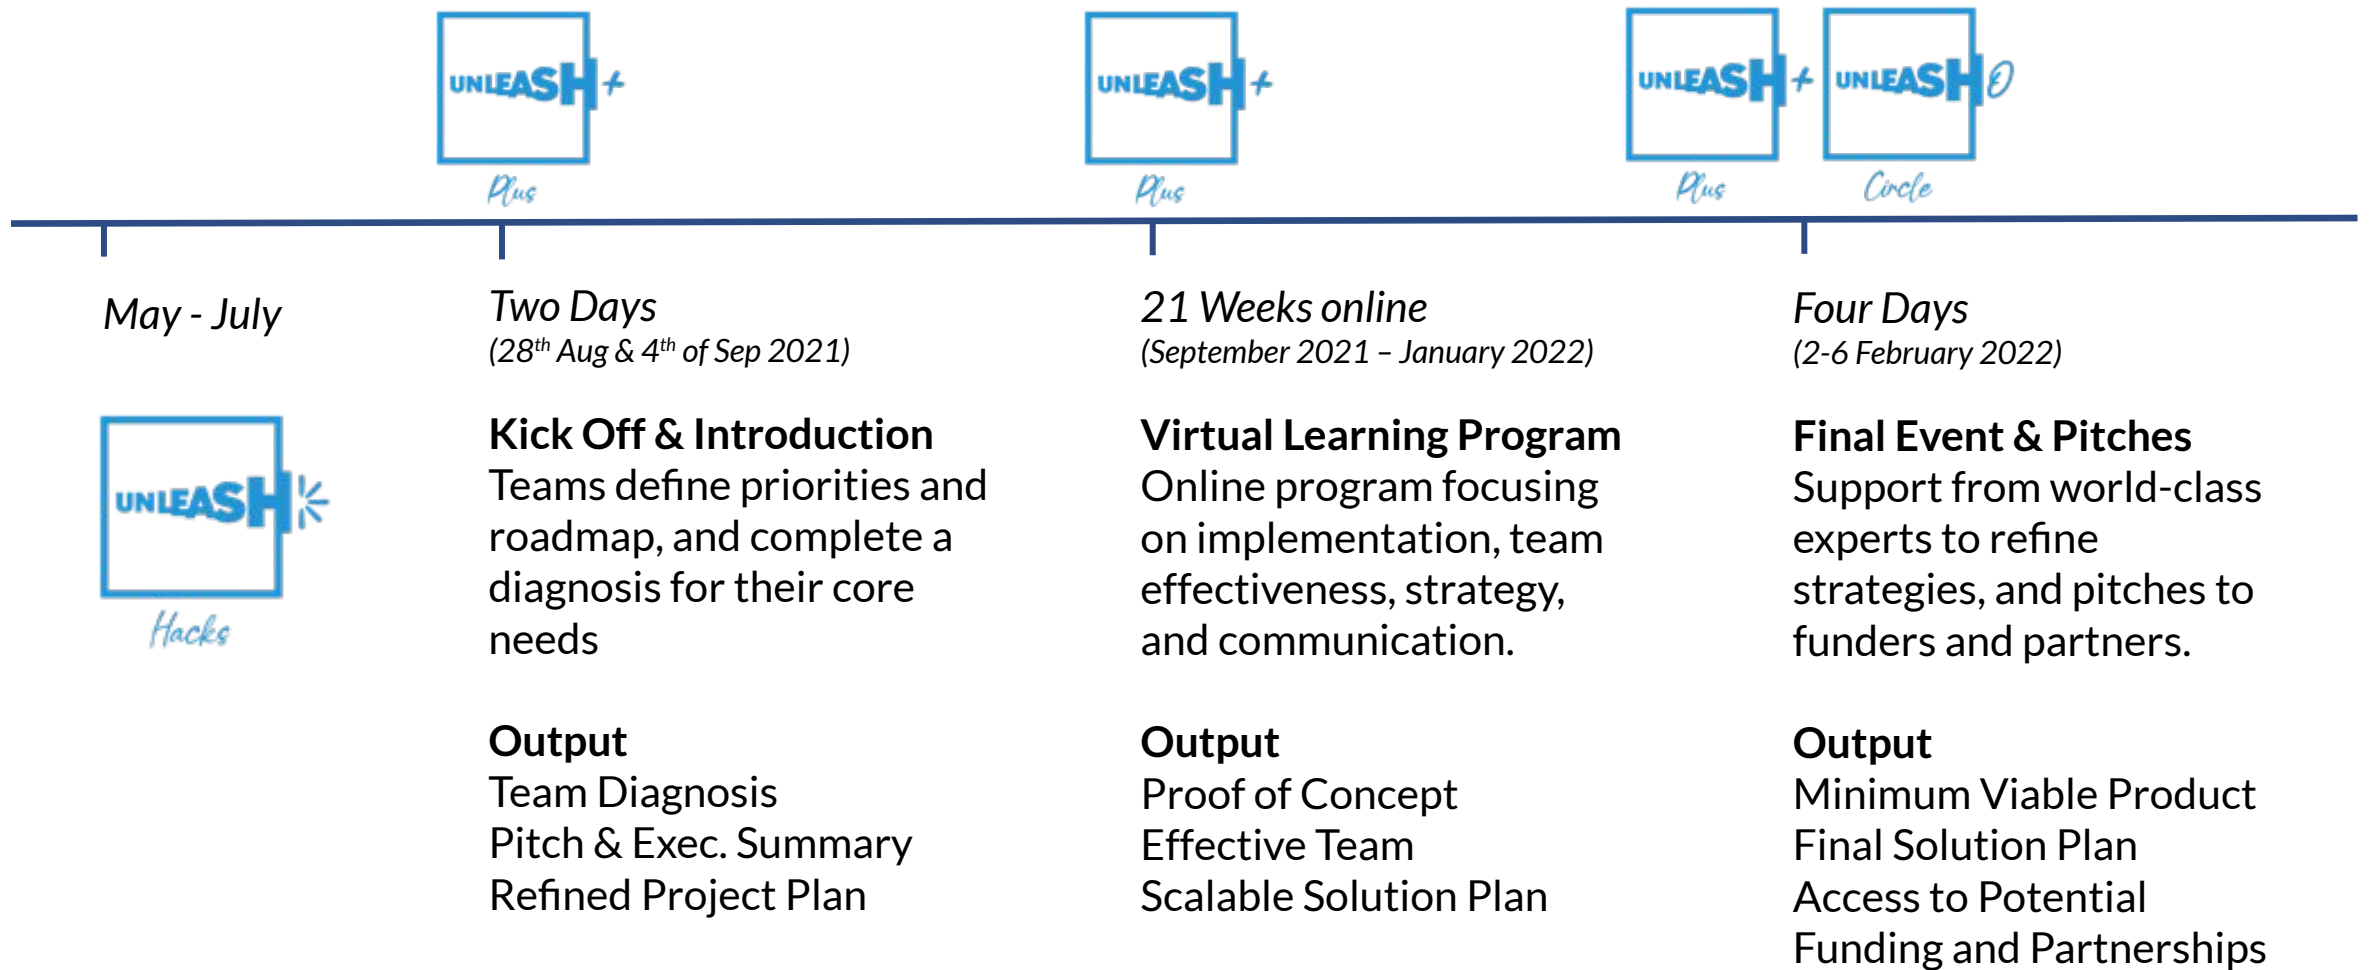 UNLEASH+
Plus
UNLEASH+
Plus
UNLEASH+
Plus
UNLEASHO
Circle
May - July
UNLEASH
Hacks
Two Days
(28th Aug & 4th of Sep 2021)
Kick Off & Introduction
Teams define priorities and
roadmap, and complete a
diagnosis for their core
needs
Output
Team Diagnosis
Pitch & Exec. Summary
Refined Project Plan
21 Weeks online
(September 2021 – January 2022)
Virtual Learning Program
Online program focusing
on implementation, team
effectiveness, strategy,
and communication.
Output
Proof of Concept
Effective Team
Scalable Solution Plan
Four Days
(2-6 February 2022)
Final Event & Pitches
Support from world-class
experts to refine
strategies, and pitches to
funders and partners.
Output
Minimum Viable Product
Final Solution Plan
Access to Potential
Funding and Partnerships